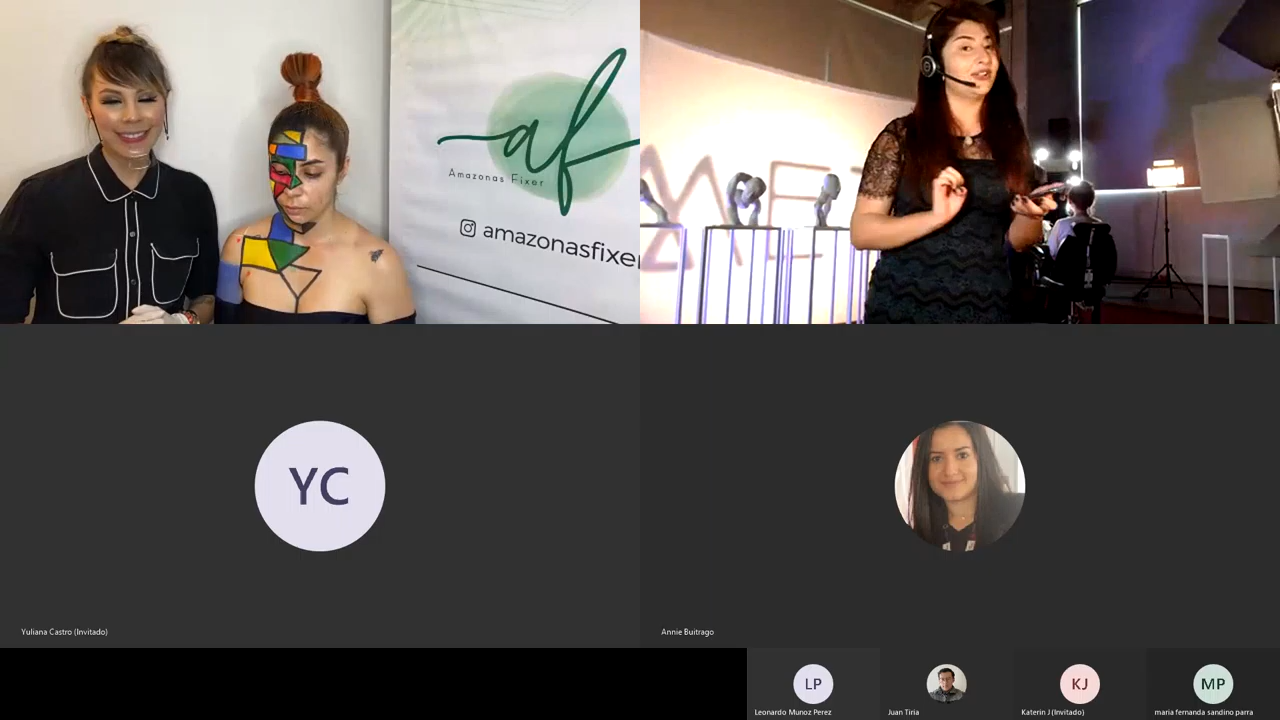 af
Amazonas Fixer
amazonasfixe
YC
Yuliana Castro (Invitado)
Annie Buitrago
LP
KJ
MP
Leonardo Munoz Perez
Juan Tiria
Katerin J (Invitado)
maria fernanda sandino parra